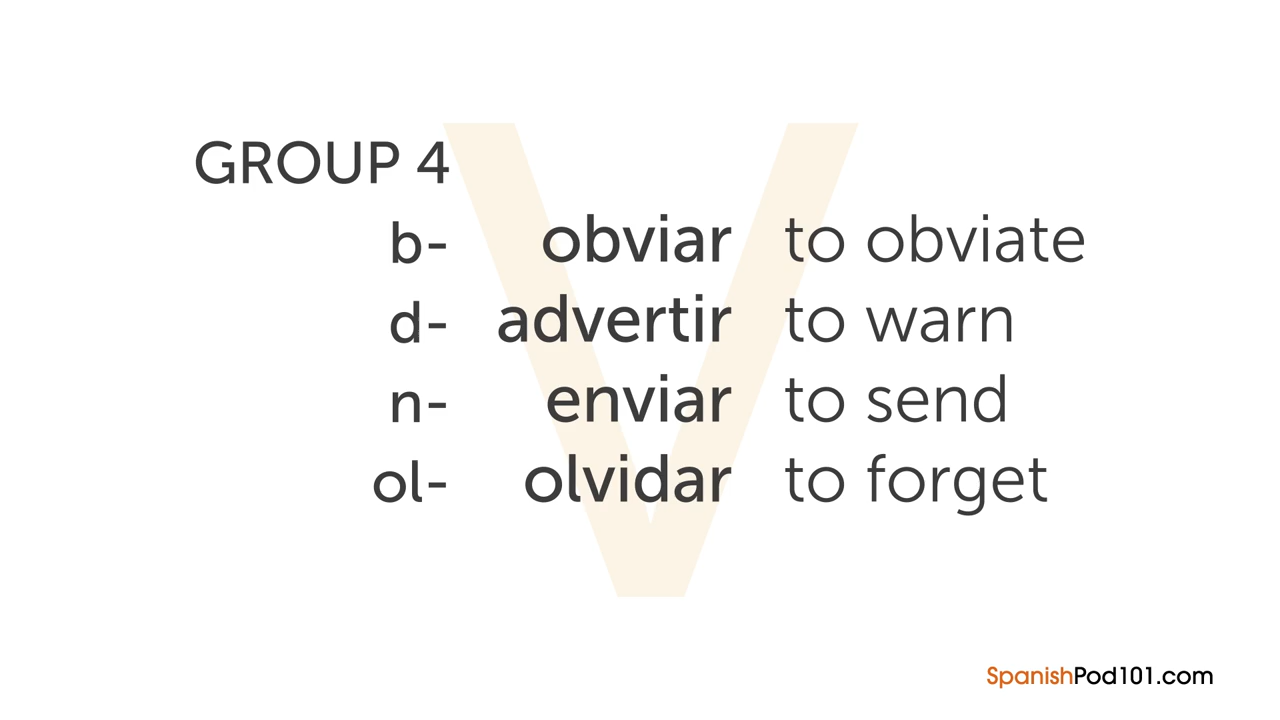 V
GROUP 4
b- obviar to obviate
d- advertir to warn
n- enviar to send
ol- olvidar to forget
SpanishPod101.com